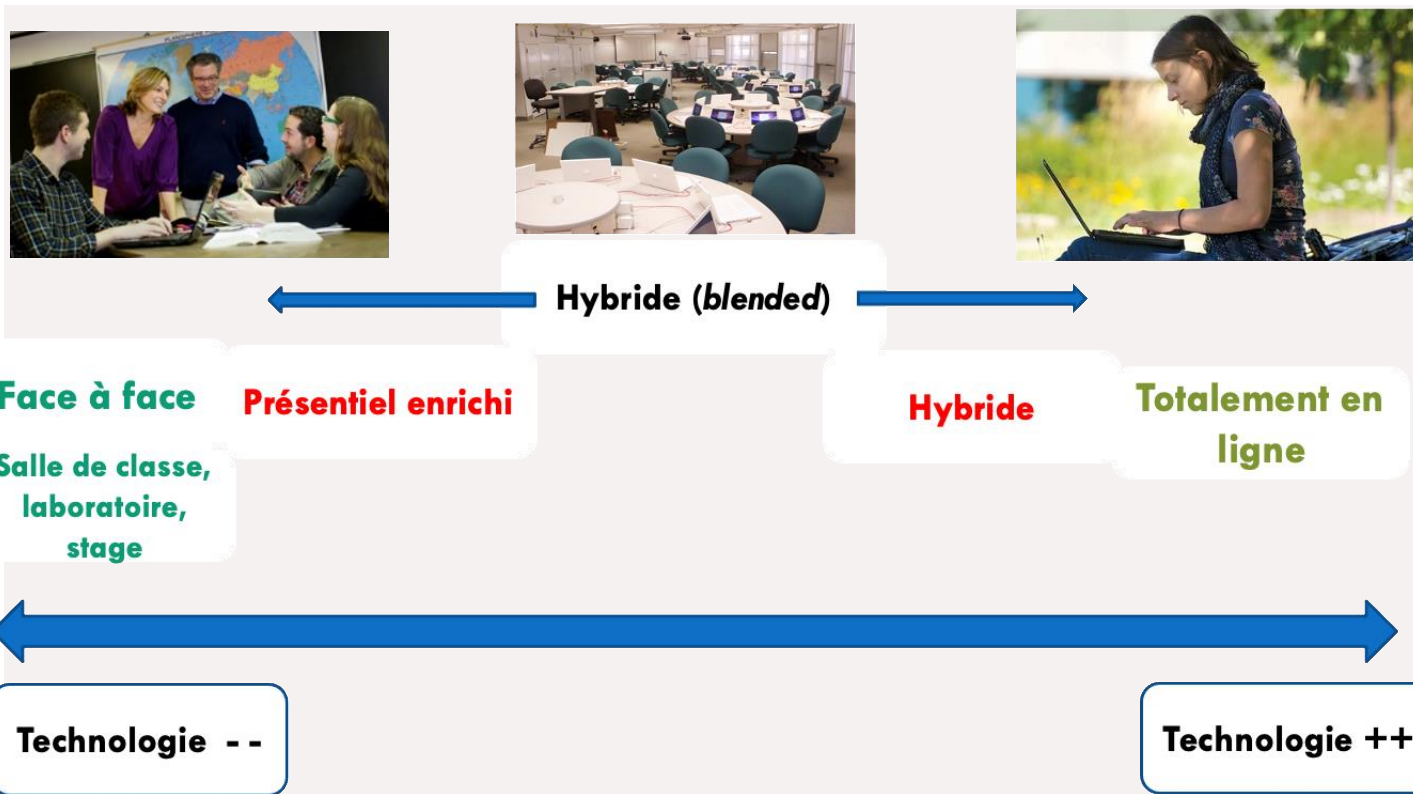 Hybride (blended)
Face à face
Présentiel enrichi
Hybride
Totalement en
ligne
Salle de classe,
laboratoire,
stage
Technologie - -
Technologie ++